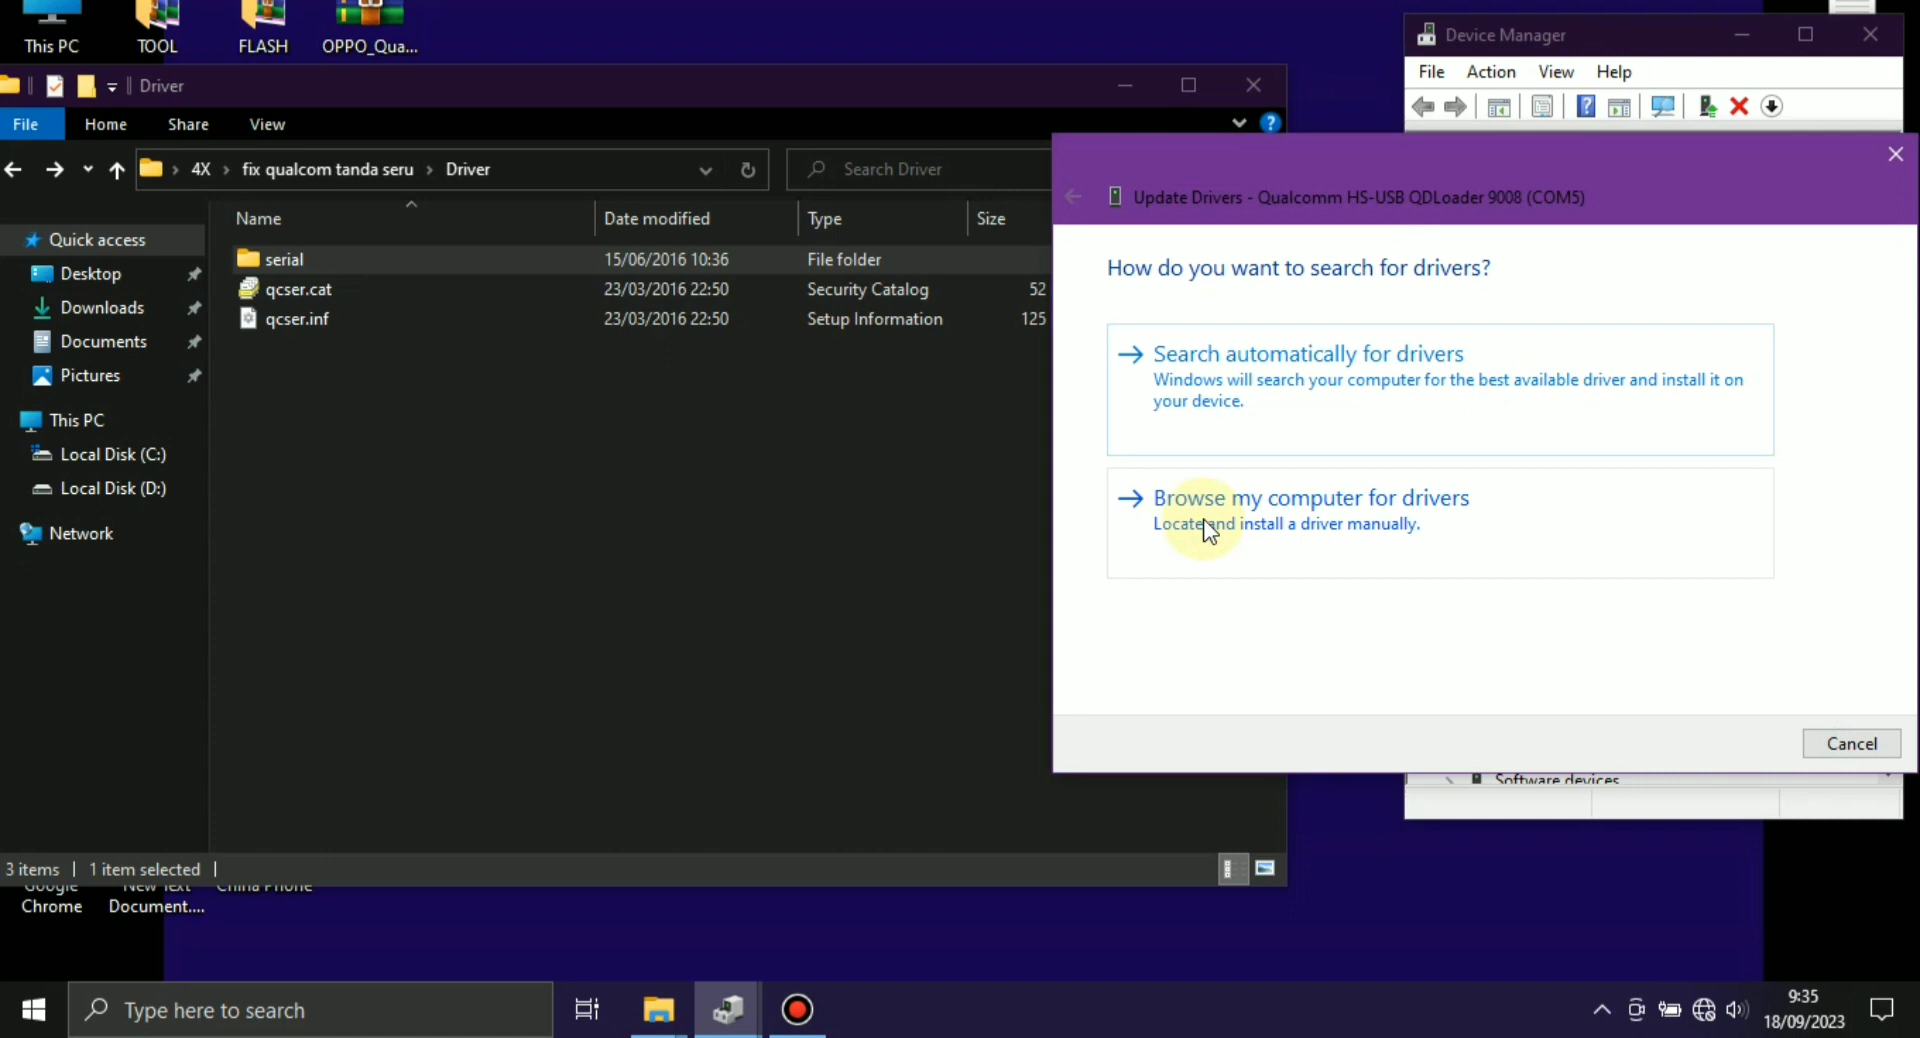 This PC
TOOL
FLASH
OPPO_Qua...
Driver
File
Home
Share
View
4X
fix qualcom tanda seru
Driver
Search Driver
Name
Date modified
Type
Size
serial
15/06/2016 10:36
File folder
qcser.cat
23/03/2016 22:50
Security Catalog
52
qcser.inf
23/03/2016 22:50
Setup Information
125
Quick access
Desktop
Downloads
Documents
Pictures
This PC
Local Disk (C:)
Local Disk (D:)
Network
3 items
1 item selected
Google
Chrome
New Text
Document....
China Phone
Device Manager
File
Action
View
Help
Update Drivers - Qualcomm HS-USB QDLoader 9008 (COM5)
How do you want to search for drivers?
Search automatically for drivers
Windows will search your computer for the best available driver and install it on
your device.
Browse my computer for drivers
Locate and install a driver manually.
Cancel
Software devices
Type here to search
9:35
18/09/2023